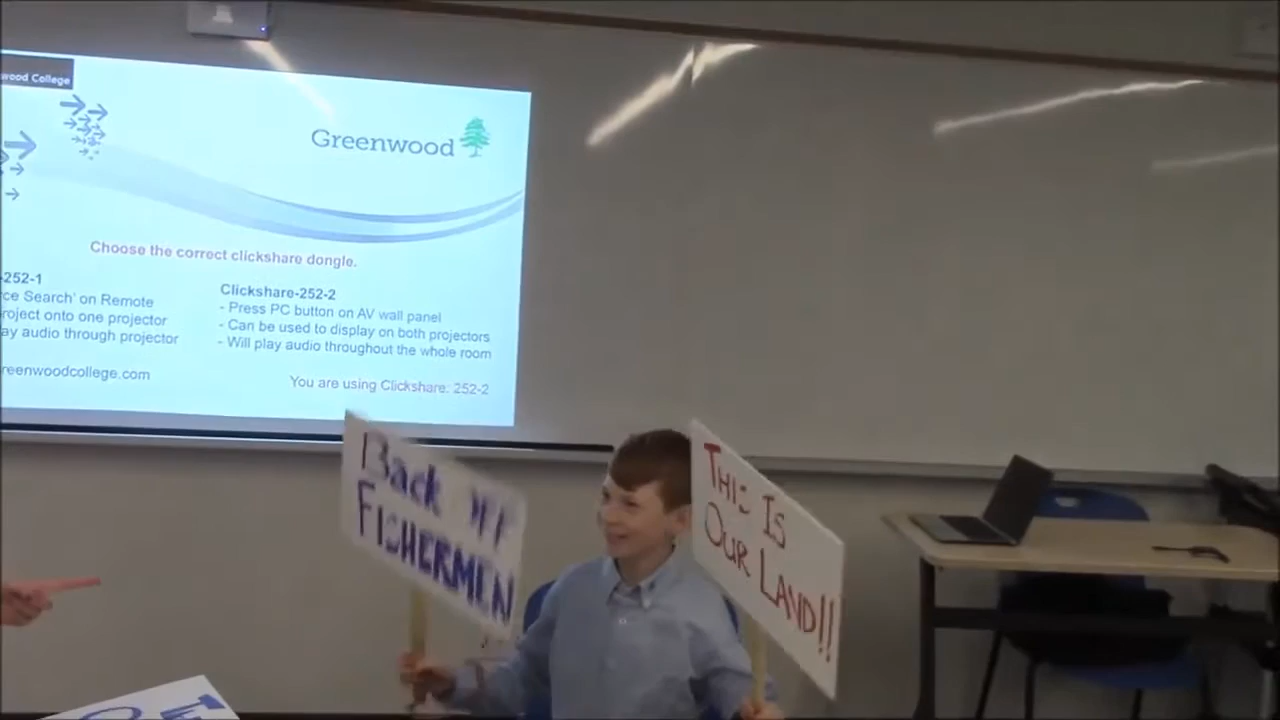 wood College
Greenwood
Choose the correct clickshare dongle.
-252-1
ce Search' on Remote
roject onto one projector
ay audio through projector
reenwoodcollege.com
Clickshare-252-2
- Press PC button on AV wall panel
- Can be used to display on both projectors
- Will play audio throughout the whole room
You are using Clickshare: 252-2
Back
FISHERMEN
THIS IS
OUR LAND!!